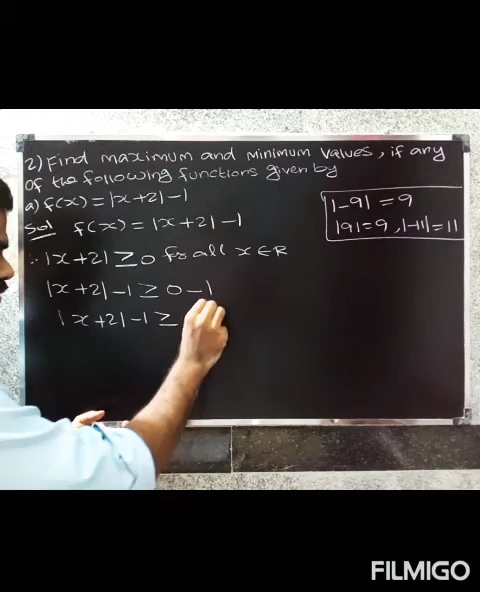 2) Find maximum and minimum values, if any
of the following functions given by
a) f(x) = |x+2| -1
Sol f(x) = |x+2| -1
∵ |x+2| ≥ 0 for all x ∈ R
|x+2| -1 ≥ 0 -1
|x+2| -1 ≥
|-9| = 9
|9| = 9, |-11| = 11
FILMIGO